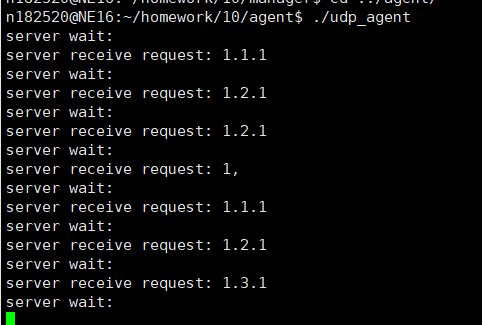 n182520@NE16:~/homework/10/manager$ cd ../agent/
n182520@NE16:~/homework/10/agent$ ./udp_agent
server wait:
server receive request: 1.1.1
server wait:
server receive request: 1.2.1
server wait:
server receive request: 1.2.1
server wait:
server receive request: 1,
server wait:
server receive request: 1.1.1
server wait:
server receive request: 1.2.1
server wait:
server receive request: 1.3.1
server wait: